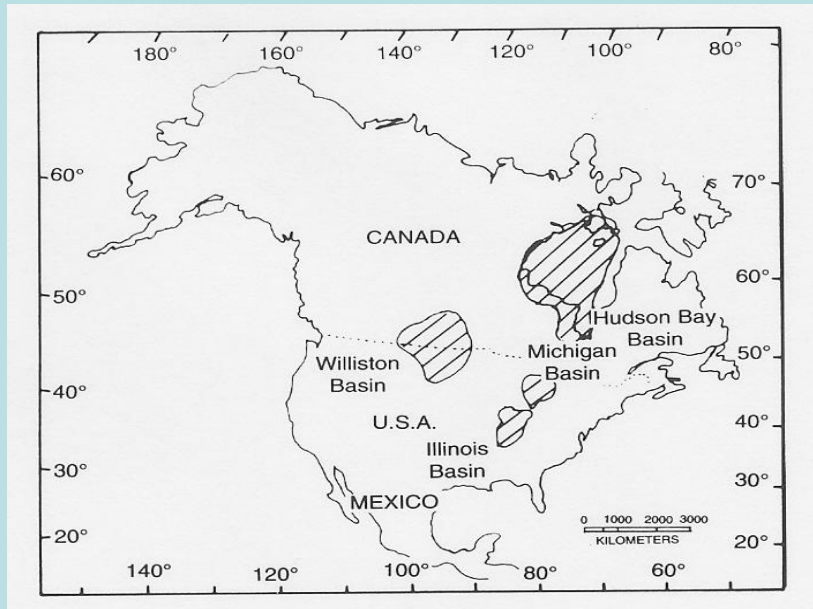 180° 160° 140° 120° 100°
60°
70°
CANADA
50°
60°
Hudson Bay
Basin
Michigan
Basin
50°
Williston
Basin
40°
U.S.A.
40°
Illinois
Basin
30°
30°
MEXICO
0 1000 2000 3000
KILOMETERS
20°
20°
140° 120° 100° 80° 60°